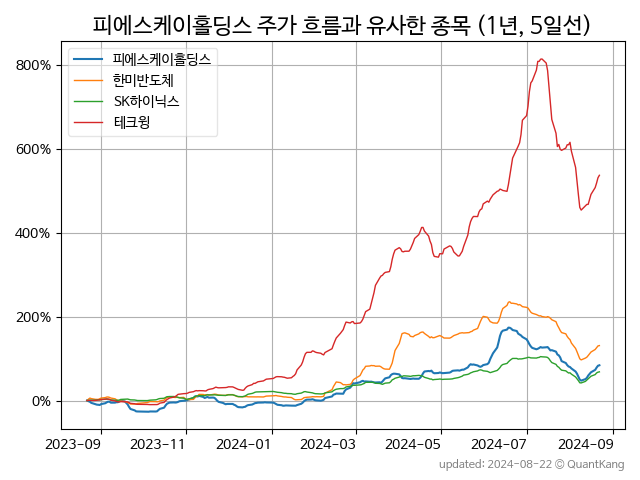 피에스케이홀딩스 주가 흐름과 유사한 종목 (1년, 5일선)
피에스케이홀딩스
한미반도체
SK하이닉스
테크윙
800%
600%
400%
200%
0%
2023-09 2023-11 2024-01 2024-03 2024-05 2024-07 2024-09
updated: 2024-08-22 © QuantKang